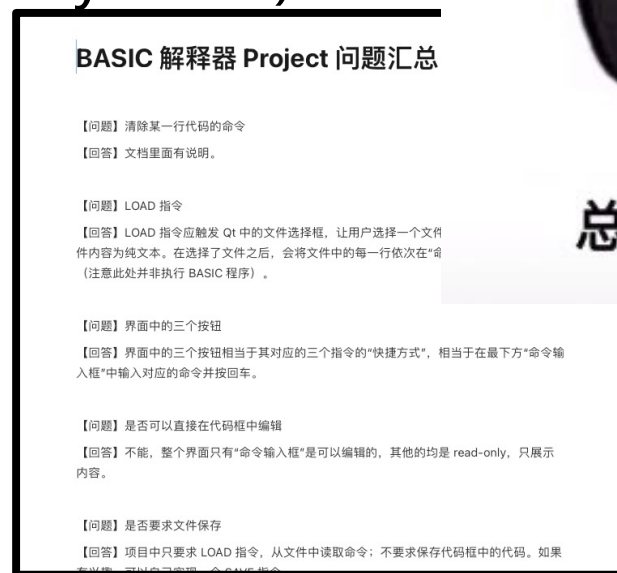 BASIC 解释器 Project 问题汇总
【问题】清除某一行代码的命令
【回答】文档里面有说明。
【问题】LOAD 指令
【回答】LOAD 指令应触发 Qt 中的文件选择框，让用户选择一个文件
件内容为纯文本。在选择了文件之后，会将文件中的每一行依次在“命
（注意此处并非执行 BASIC 程序）。
总
【问题】界面中的三个按钮
【回答】界面中的三个按钮相当于其对应的三个指令的“快捷方式”，相当于在最下方“命令输
入框”中输入对应的命令并按回车。
【问题】是否可以直接在代码框中编辑
【回答】不能，整个界面只有“命令输入框”是可以编辑的，其他的均是 read-only，只展示
内容。
【问题】是否要求文件保存
【回答】项目中只要求 LOAD 指令，从文件中读取命令；不要求保存代码框中的代码。如果